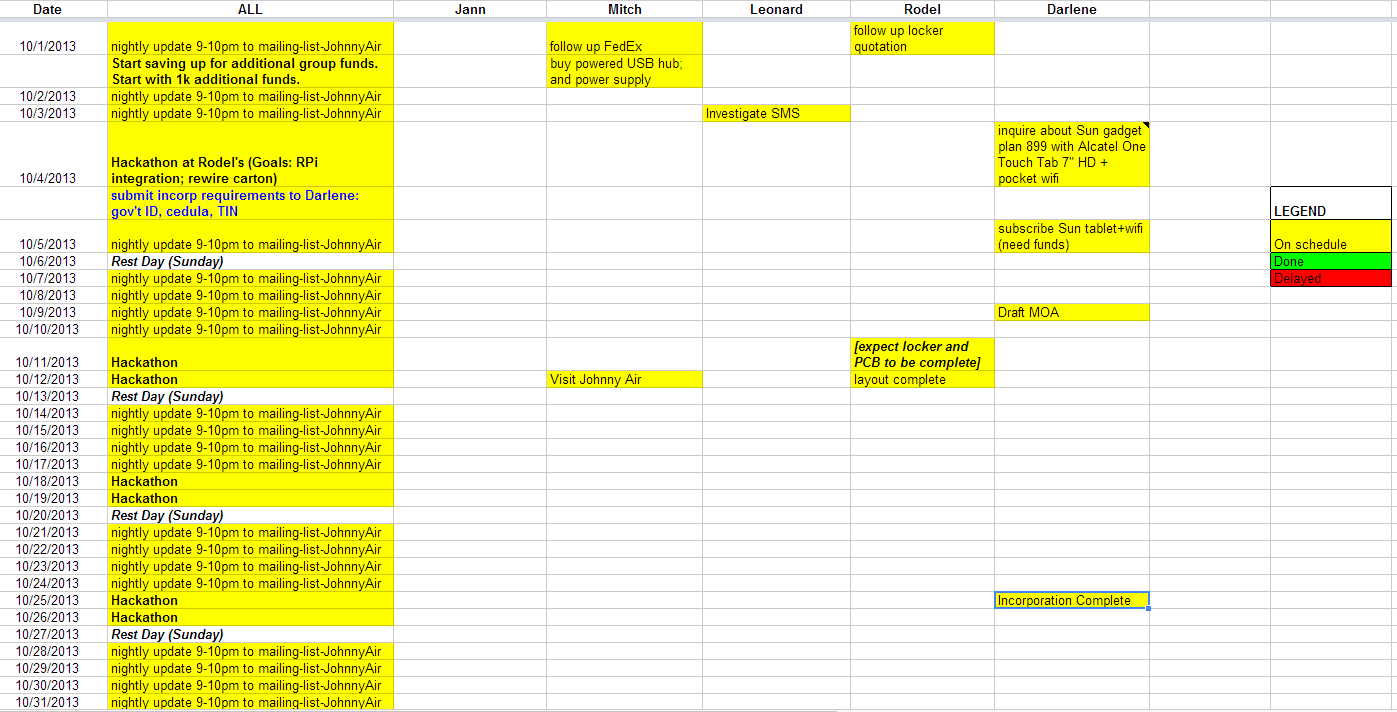 Date ALL Jann Mitch Leonard Rodel Darlene
follow up locker
10/1/2013 nightly update 9-10pm to mailing-list-JohnnyAir follow up FedEx quotation
Start saving up for additional group funds. buy powered USB hub;
Start with 1k additional funds. and power supply
10/2/2013 nightly update 9-10pm to mailing-list-JohnnyAir
10/3/2013 nightly update 9-10pm to mailing-list-JohnnyAir Investigate SMS
inquire about Sun gadget
plan 899 with Alcatel One
Hackathon at Rodel's (Goals: RPi Touch Tab 7" HD +
10/4/2013 integration; rewire carton) pocket wifi
submit incorp requirements to Darlene:
gov't ID, cedula, TIN LEGEND
subscribe Sun tablet+wifi
10/5/2013 nightly update 9-10pm to mailing-list-JohnnyAir (need funds) On schedule
10/6/2013 Rest Day (Sunday) Done
10/7/2013 nightly update 9-10pm to mailing-list-JohnnyAir Delayed
10/8/2013 nightly update 9-10pm to mailing-list-JohnnyAir
10/9/2013 nightly update 9-10pm to mailing-list-JohnnyAir Draft MOA
10/10/2013 nightly update 9-10pm to mailing-list-JohnnyAir
[expect locker and
10/11/2013 Hackathon PCB to be complete]
10/12/2013 Hackathon Visit Johnny Air layout complete
10/13/2013 Rest Day (Sunday)
10/14/2013 nightly update 9-10pm to mailing-list-JohnnyAir
10/15/2013 nightly update 9-10pm to mailing-list-JohnnyAir
10/16/2013 nightly update 9-10pm to mailing-list-JohnnyAir
10/17/2013 nightly update 9-10pm to mailing-list-JohnnyAir
10/18/2013 Hackathon
10/19/2013 Hackathon
10/20/2013 Rest Day (Sunday)
10/21/2013 nightly update 9-10pm to mailing-list-JohnnyAir
10/22/2013 nightly update 9-10pm to mailing-list-JohnnyAir
10/23/2013 nightly update 9-10pm to mailing-list-JohnnyAir
10/24/2013 nightly update 9-10pm to mailing-list-JohnnyAir
10/25/2013 Hackathon Incorporation Complete
10/26/2013 Hackathon
10/27/2013 Rest Day (Sunday)
10/28/2013 nightly update 9-10pm to mailing-list-JohnnyAir
10/29/2013 nightly update 9-10pm to mailing-list-JohnnyAir
10/30/2013 nightly update 9-10pm to mailing-list-JohnnyAir
10/31/2013 nightly update 9-10pm to mailing-list-JohnnyAir